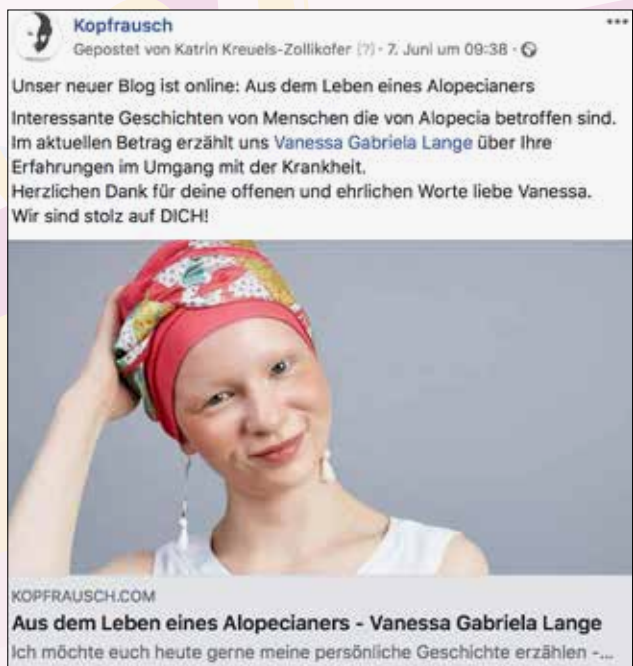 Kopfrausch
Gepostet von Katrin Kreuels-Zollikofer [?] · 7. Juni um 09:38 ·
Unser neuer Blog ist online: Aus dem Leben eines Alopecianers
Interessante Geschichten von Menschen die von Alopecia betroffen sind.
Im aktuellen Betrag erzählt uns Vanessa Gabriela Lange über Ihre
Erfahrungen im Umgang mit der Krankheit.
Herzlichen Dank für deine offenen und ehrlichen Worte liebe Vanessa.
Wir sind stolz auf DICH!
KOPFRAUSCH.COM
Aus dem Leben eines Alopecianers - Vanessa Gabriela Lange
Ich möchte euch heute gerne meine persönliche Geschichte erzählen -...